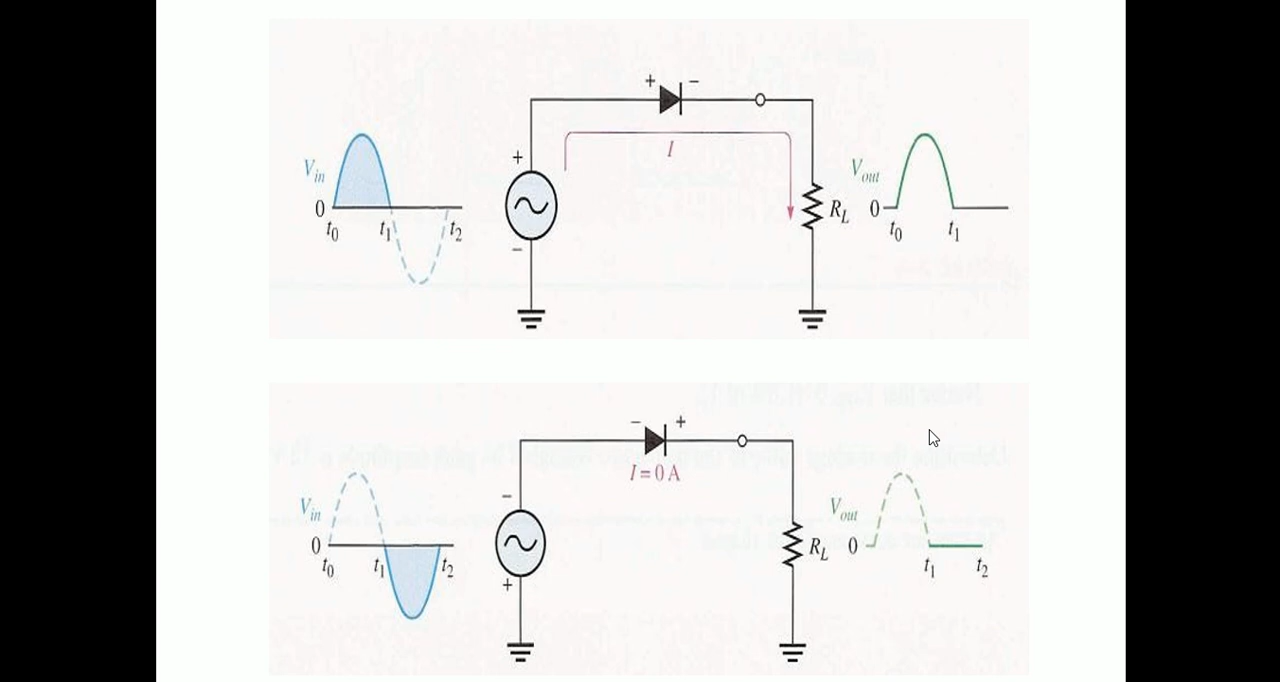 + −
I
+
−
V_in
0
t_0 t_1 t_2
R_L
V_out
0
t_0 t_1
− +
I = 0 A
−
+
V_in
0
t_0 t_1 t_2
R_L
V_out
0
t_1 t_2